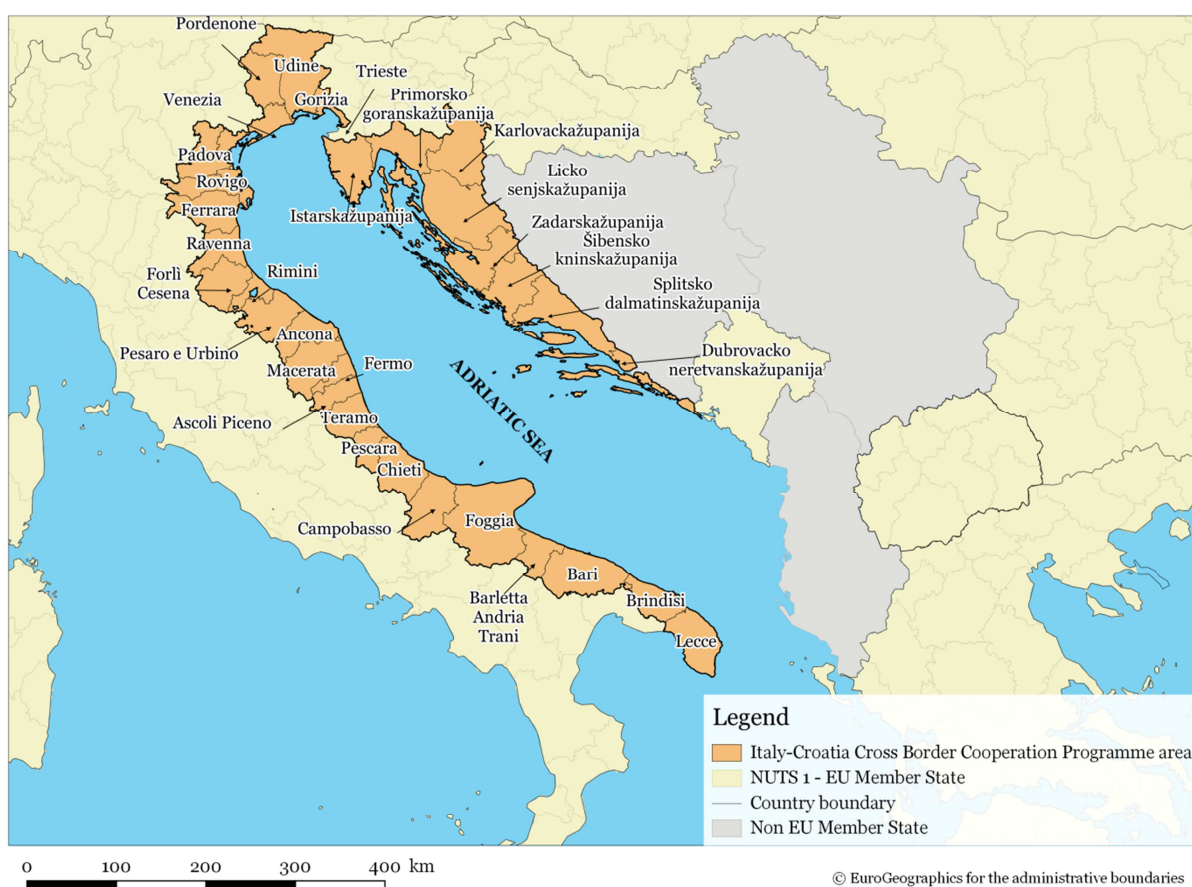 Pordenone
Udine
Trieste
Venezia
Gorizia
Primorsko
goranskažupanija
Karlovackažupanija
Padova
Licko
senjskažupanija
Rovigo
Ferrara
Istarskažupanija
Zadarskažupanija
Ravenna
Šibensko
kninskažupanija
Forlì
Cesena
Rimini
Splitsko
dalmatinskažupanija
Ancona
Pesaro e Urbino
Dubrovacko
neretvanskažupanija
Macerata
Fermo
ADRIATIC SEA
Ascoli Piceno
Teramo
Pescara
Chieti
Campobasso
Foggia
Bari
Barletta
Andria
Trani
Brindisi
Lecce
Legend
Italy-Croatia Cross Border Cooperation Programme area
NUTS 1 - EU Member State
Country boundary
Non EU Member State
0 100 200 300 400 km
© EuroGeographics for the administrative boundaries